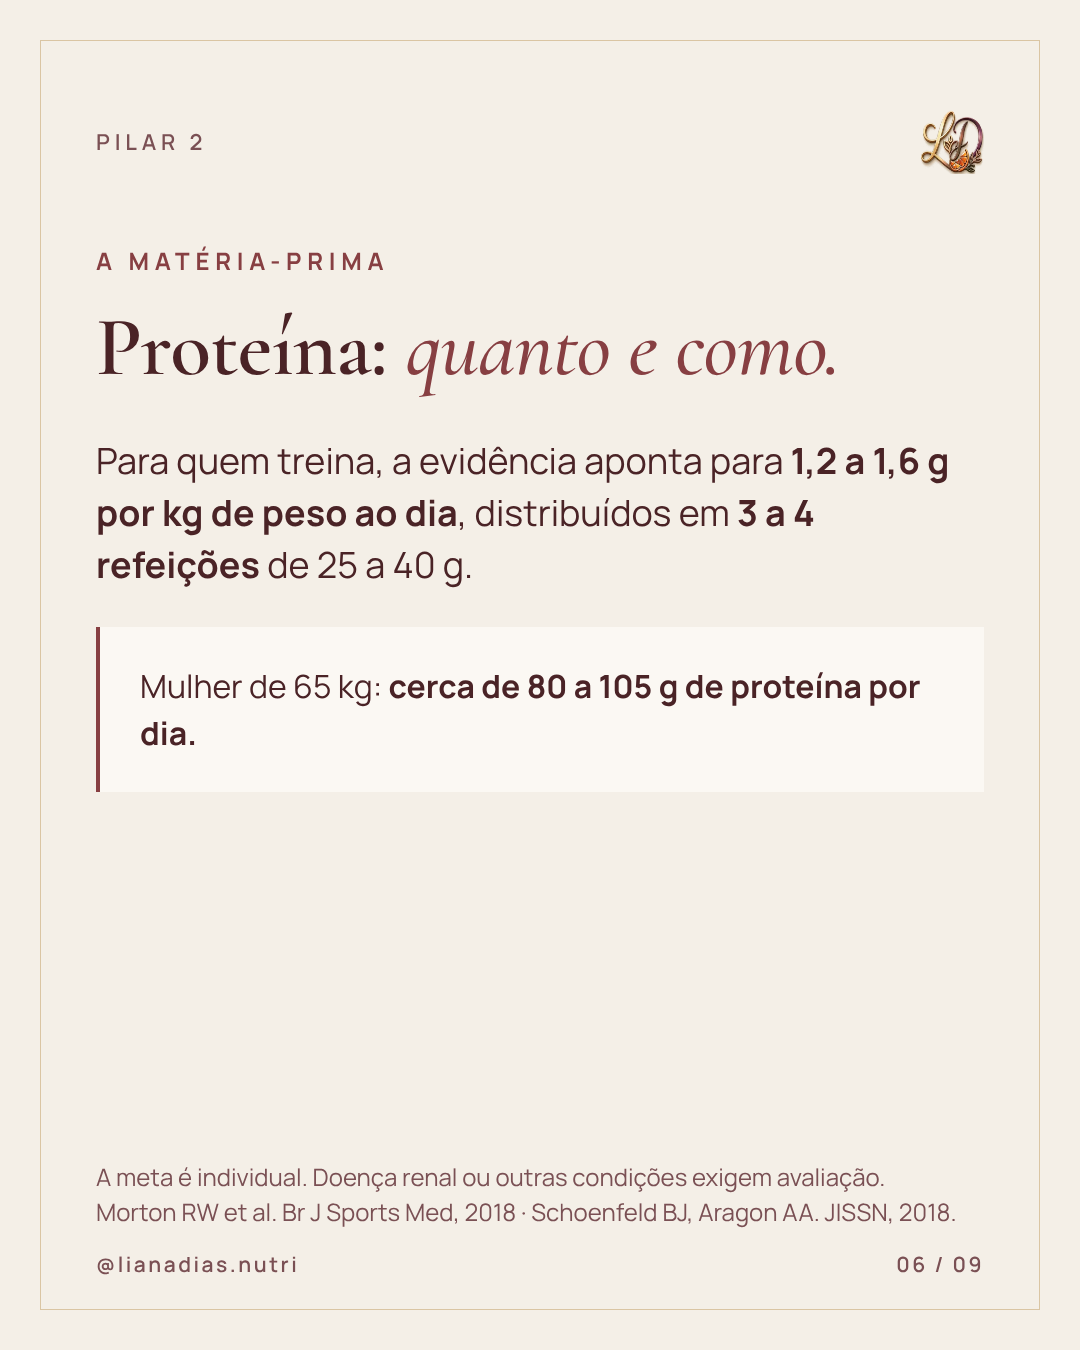 PILAR 2
LD
A MATÉRIA-PRIMA
Proteína: quanto e como.
Para quem treina, a evidência aponta para 1,2 a 1,6 g
por kg de peso ao dia, distribuídos em 3 a 4
refeições de 25 a 40 g.
Mulher de 65 kg: cerca de 80 a 105 g de proteína por
dia.
A meta é individual. Doença renal ou outras condições exigem avaliação.
Morton RW et al. Br J Sports Med, 2018 · Schoenfeld BJ, Aragon AA. JISSN, 2018.
@lianadias.nutri
06 / 09